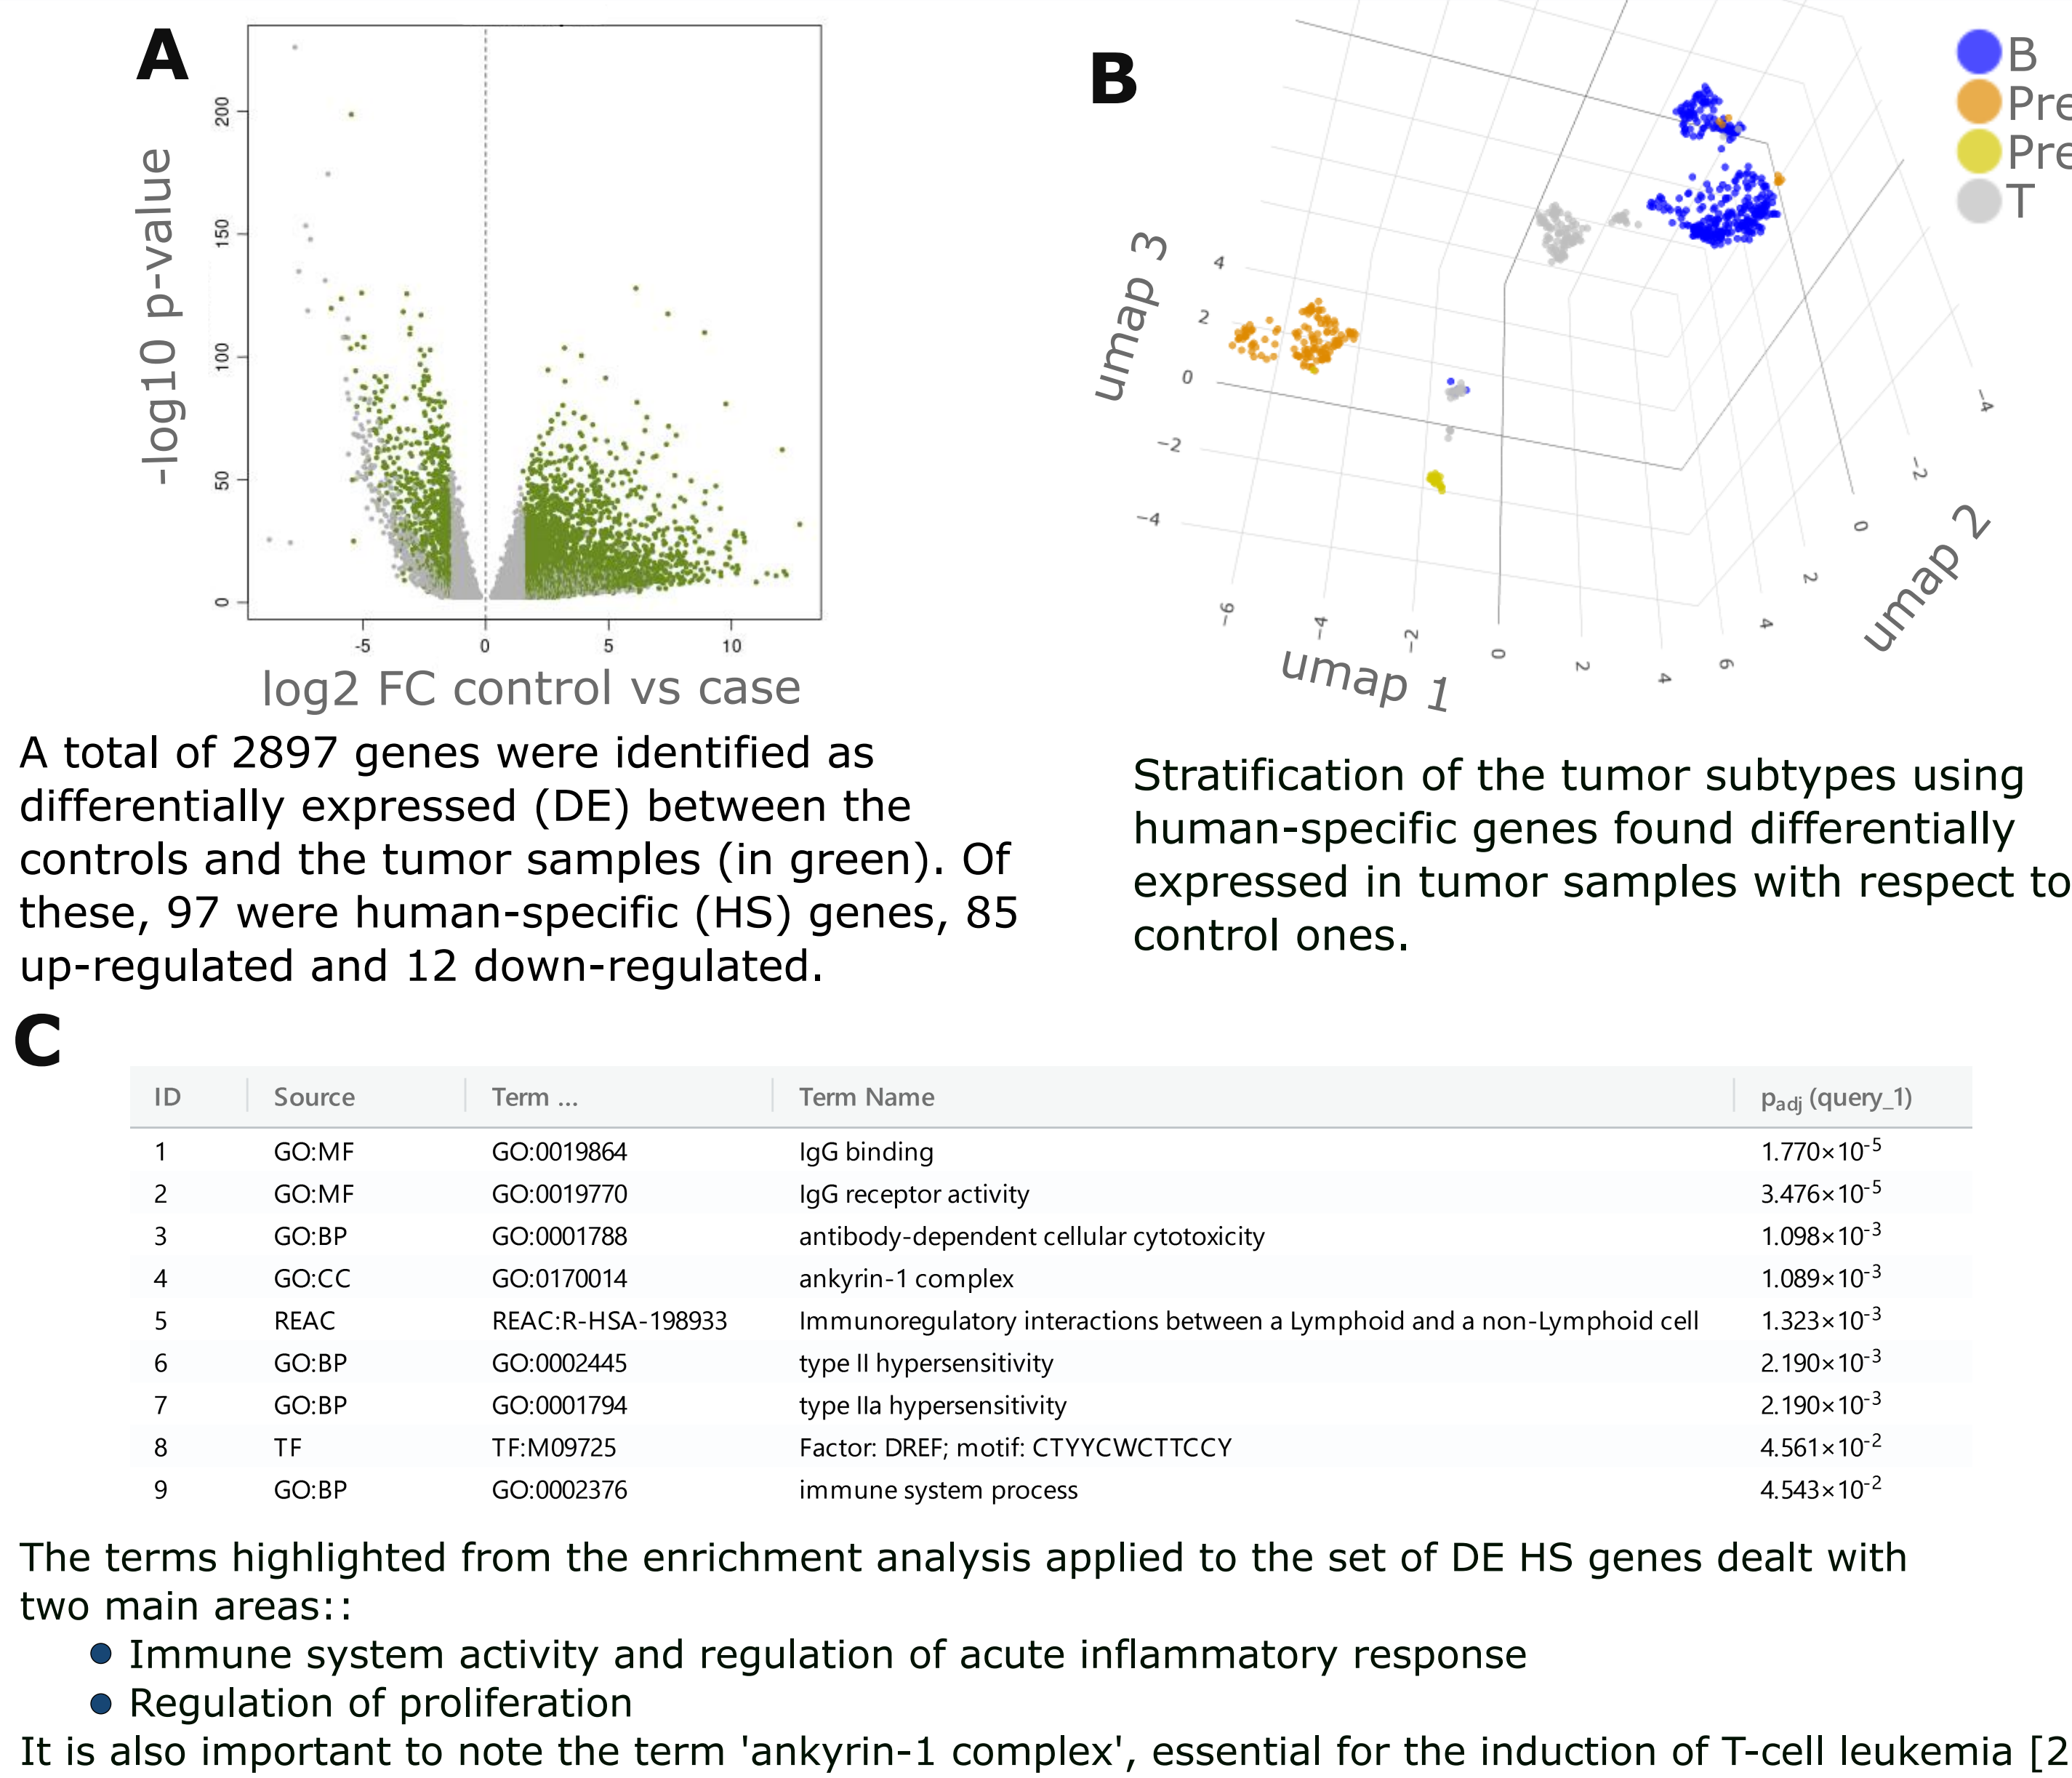 A
200
150
100
50
0
-log10 p-value
-5 0 5 10
log2 FC control vs case
A total of 2897 genes were identified as
differentially expressed (DE) between the
controls and the tumor samples (in green). Of
these, 97 were human-specific (HS) genes, 85
up-regulated and 12 down-regulated.
B
B
Pre
Pre
T
umap 3
4
2
0
−2
−4
−6 −4 −2 0 2 4 6
umap 1
−4
−2
0
2
4
umap 2
Stratification of the tumor subtypes using
human-specific genes found differentially
expressed in tumor samples with respect to
control ones.
C
ID Source Term ... Term Name padj (query_1)
1 GO:MF GO:0019864 IgG binding 1.770×10-5
2 GO:MF GO:0019770 IgG receptor activity 3.476×10-5
3 GO:BP GO:0001788 antibody-dependent cellular cytotoxicity 1.098×10-3
4 GO:CC GO:0170014 ankyrin-1 complex 1.089×10-3
5 REAC REAC:R-HSA-198933 Immunoregulatory interactions between a Lymphoid and a non-Lymphoid cell 1.323×10-3
6 GO:BP GO:0002445 type II hypersensitivity 2.190×10-3
7 GO:BP GO:0001794 type IIa hypersensitivity 2.190×10-3
8 TF TF:M09725 Factor: DREF; motif: CTYYCWCTTCCY 4.561×10-2
9 GO:BP GO:0002376 immune system process 4.543×10-2
The terms highlighted from the enrichment analysis applied to the set of DE HS genes dealt with
two main areas::
● Immune system activity and regulation of acute inflammatory response
● Regulation of proliferation
It is also important to note the term 'ankyrin-1 complex', essential for the induction of T-cell leukemia [2